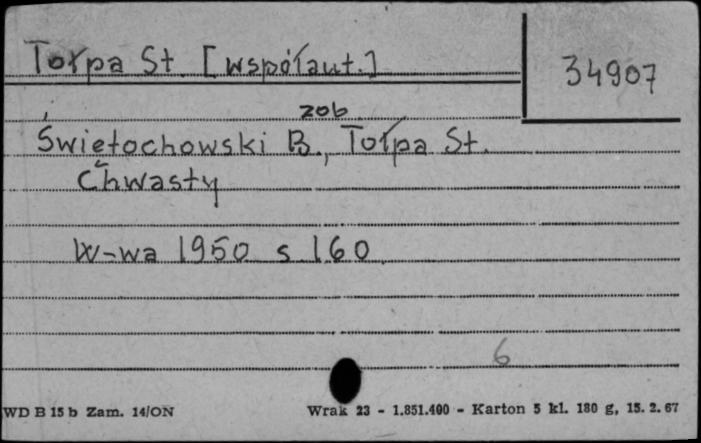 Tołpa St. [współaut.]
34907
zob.
Świętochowski B., Tołpa St.
Chwasty
W-wa 1950 s 160
6
WD B 15 b Zam. 14/ON
Wrak 23 - 1.851.400 - Karton 5 kl. 180 g, 15. 2. 67